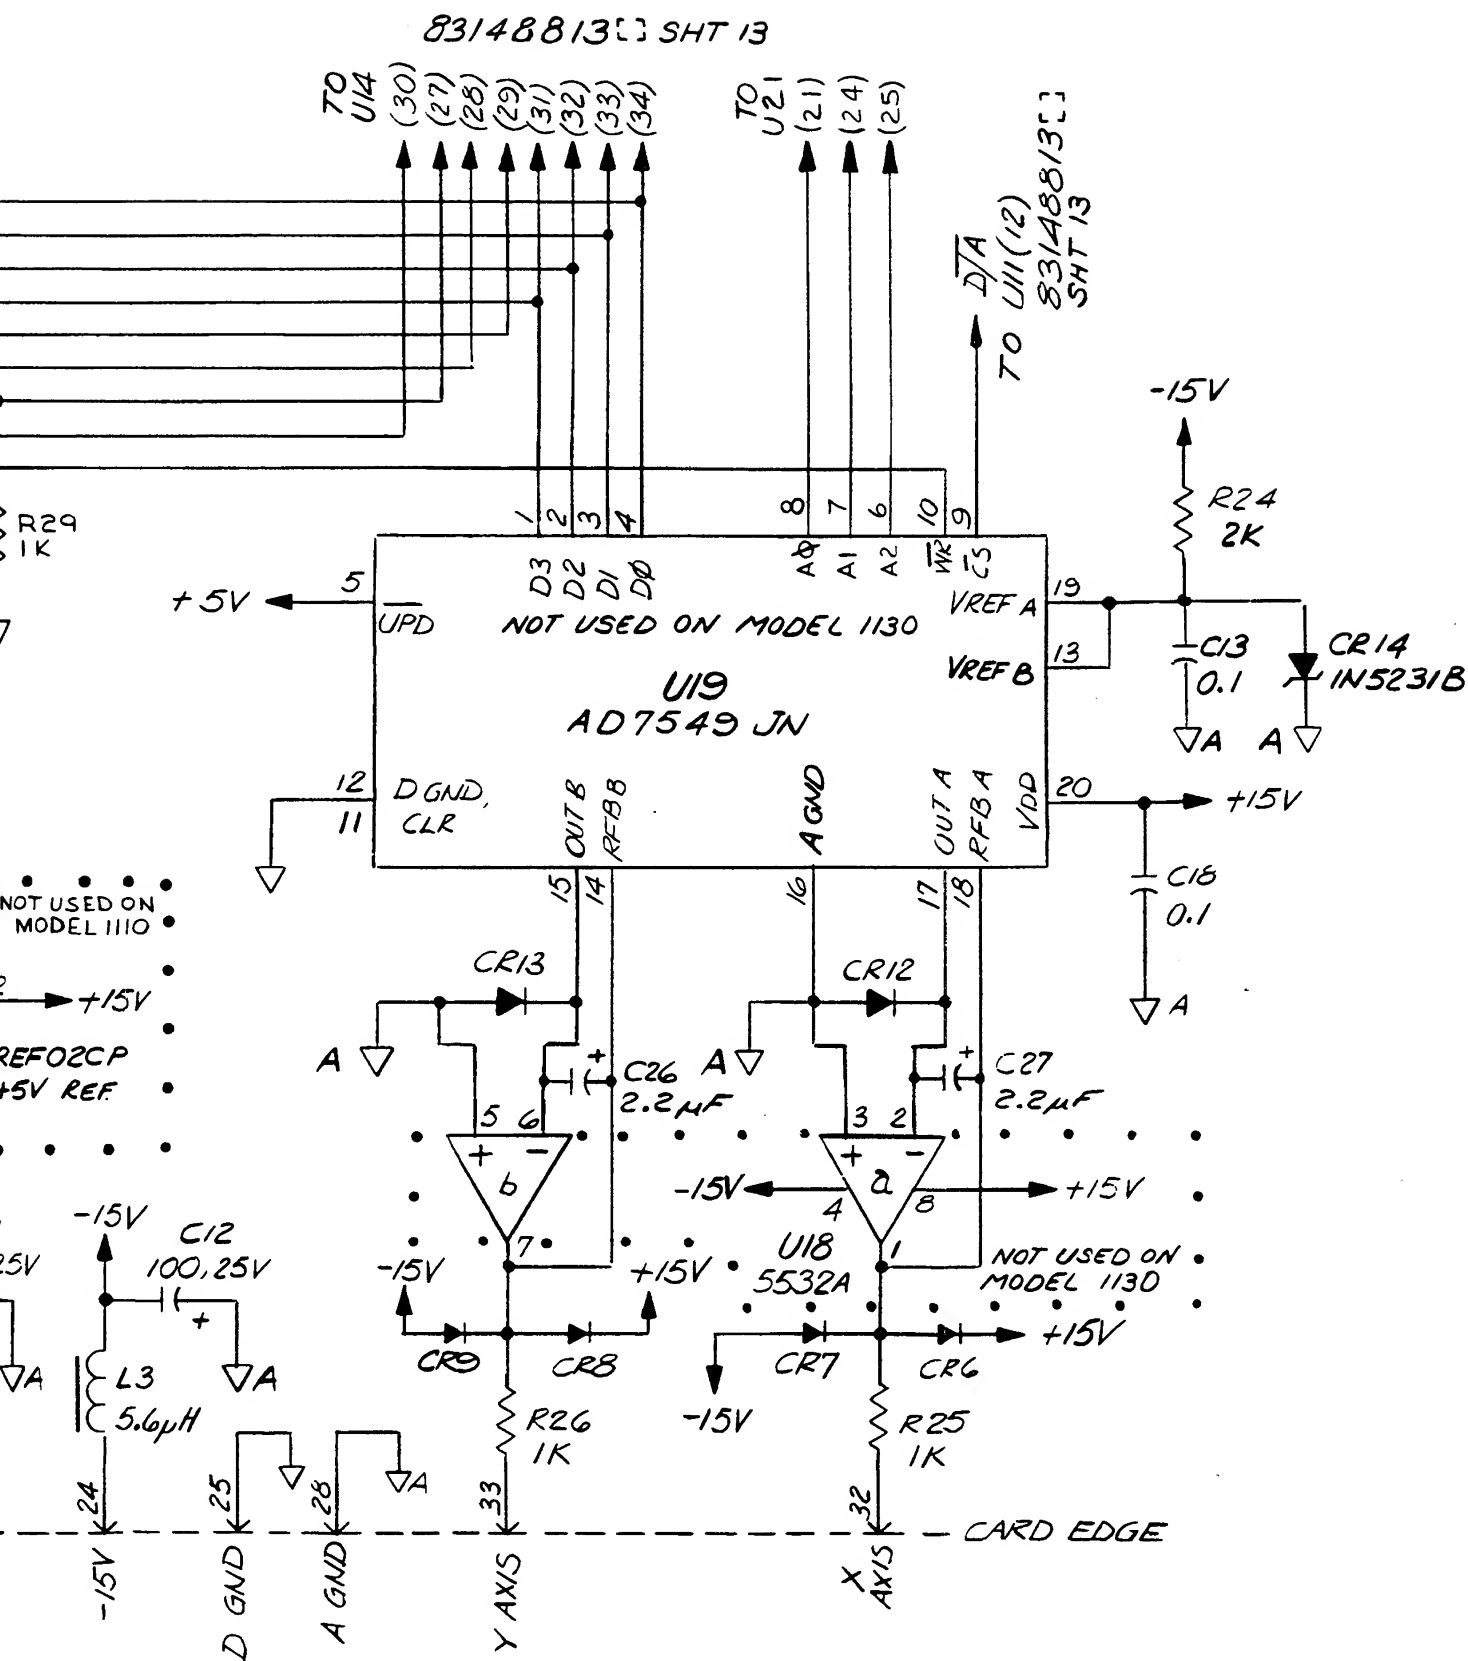 83148813[] SHT 13
TO U14
(30)
(27)
(28)
(29)
(31)
(32)
(33)
(34)
TO U21
(21)
(24)
(25)
D/A
TO U11(12)
83148813[]
SHT 13
-15V
R24
2K
R29
1K
1
2
3
4
8
7
6
10
9
D3
D2
D1
DØ
AØ
A1
A2
WR
CS
+5V
5
UPD
NOT USED ON MODEL 1130
VREF A
19
VREF B
13
C13
0.1
CR14
1N5231B
A
A
U19
AD7549 JN
12
11
D GND,
CLR
OUT B
RFB B
A GND
OUT A
RFB A
VDD
20
+15V
15
14
16
17
18
C18
0.1
A
NOT USED ON
MODEL 1110
+15V
REF02CP
+5V REF.
CR13
CR12
A
A
+
C26
2.2µF
+
C27
2.2µF
5
6
3
2
+
-
b
+
-
a
-15V
4
8
+15V
7
1
U18
5532A
NOT USED ON
MODEL 1130
-15V
C12
100,25V
25V
+
-15V
+15V
CR9
CR8
CR7
CR6
+15V
-15V
A
A
L3
5.6µH
R26
1K
R25
1K
A
24
25
28
33
32
CARD EDGE
-15V
D GND
A GND
Y AXIS
X AXIS